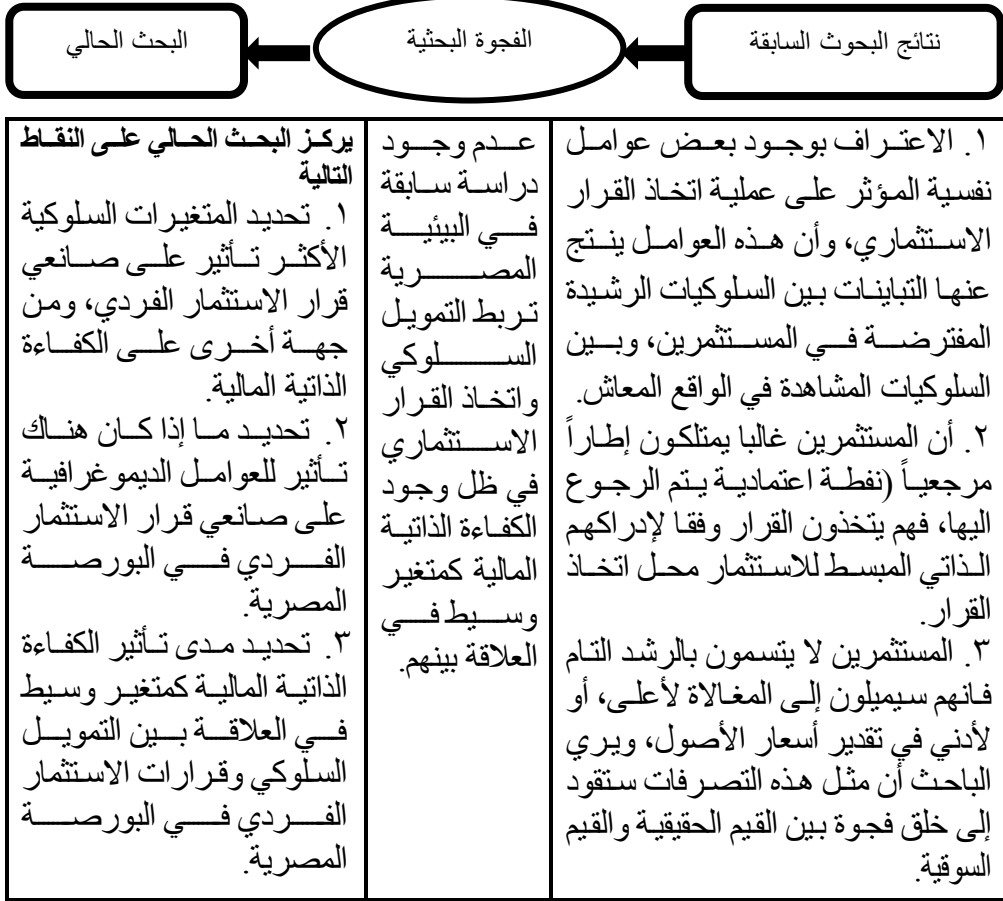 نتائج البحوث السابقة
الفجوة البحثية
البحث الحالي
١. الاعتراف بوجود بعض عوامل
نفسية المؤثر على عملية اتخاذ القرار
الاستثماري، وأن هذه العوامل ينتج
عنها التباينات بين السلوكيات الرشيدة
المفترضة في المستثمرين، وبين
السلوكيات المشاهدة في الواقع المعاش.
٢. أن المستثمرين غالبا يمتلكون إطاراً
مرجعياً (نفطة اعتمادية يتم الرجوع
اليها، فهم يتخذون القرار وفقا لإدراكهم
الذاتي المبسط للاستثمار محل اتخاذ
القرار.
٣. المستثمرين لا يتسمون بالرشد التام
فانهم سيميلون إلى المغالاة لأعلى، أو
لأدني في تقدير أسعار الأصول، ويري
الباحث أن مثل هذه التصرفات ستقود
إلى خلق فجوة بين القيم الحقيقية والقيم
السوقية.
عدم وجود
دراسة سابقة
في البيئية
المصرية
تربط التمويل
السلوكي
واتخاذ القرار
الاستثماري
في ظل وجود
الكفاءة الذاتية
المالية كمتغير
وسيط في
العلاقة بينهم.
يركز البحث الحالي على النقاط
التالية
١. تحديد المتغيرات السلوكية
الأكثر تأثير على صانعي
قرار الاستثمار الفردي، ومن
جهة أخرى على الكفاءة
الذاتية المالية.
٢. تحديد ما إذا كان هناك
تأثير للعوامل الديموغرافية
على صانعي قرار الاستثمار
الفردي في البورصة
المصرية.
٣. تحديد مدى تأثير الكفاءة
الذاتية المالية كمتغير وسيط
في العلاقة بين التمويل
السلوكي وقرارات الاستثمار
الفردي في البورصة
المصرية.